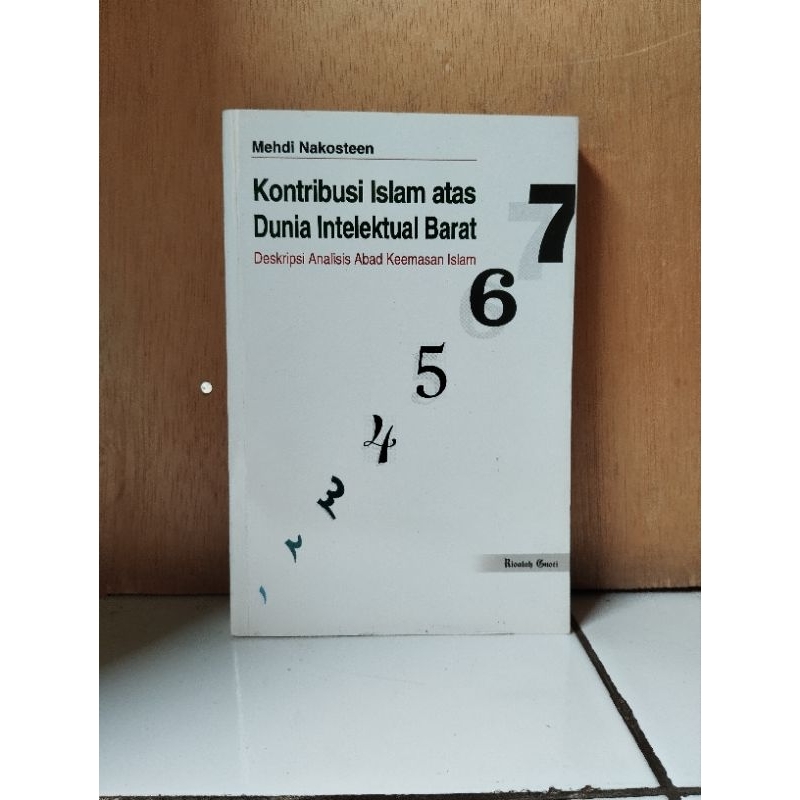 Mehdi Nakosteen
Kontribusi Islam atas
Dunia Intelektual Barat
Deskripsi Analisis Abad Keemasan Islam
7
6
5
4
٣
٢
١
Risalah Gusti